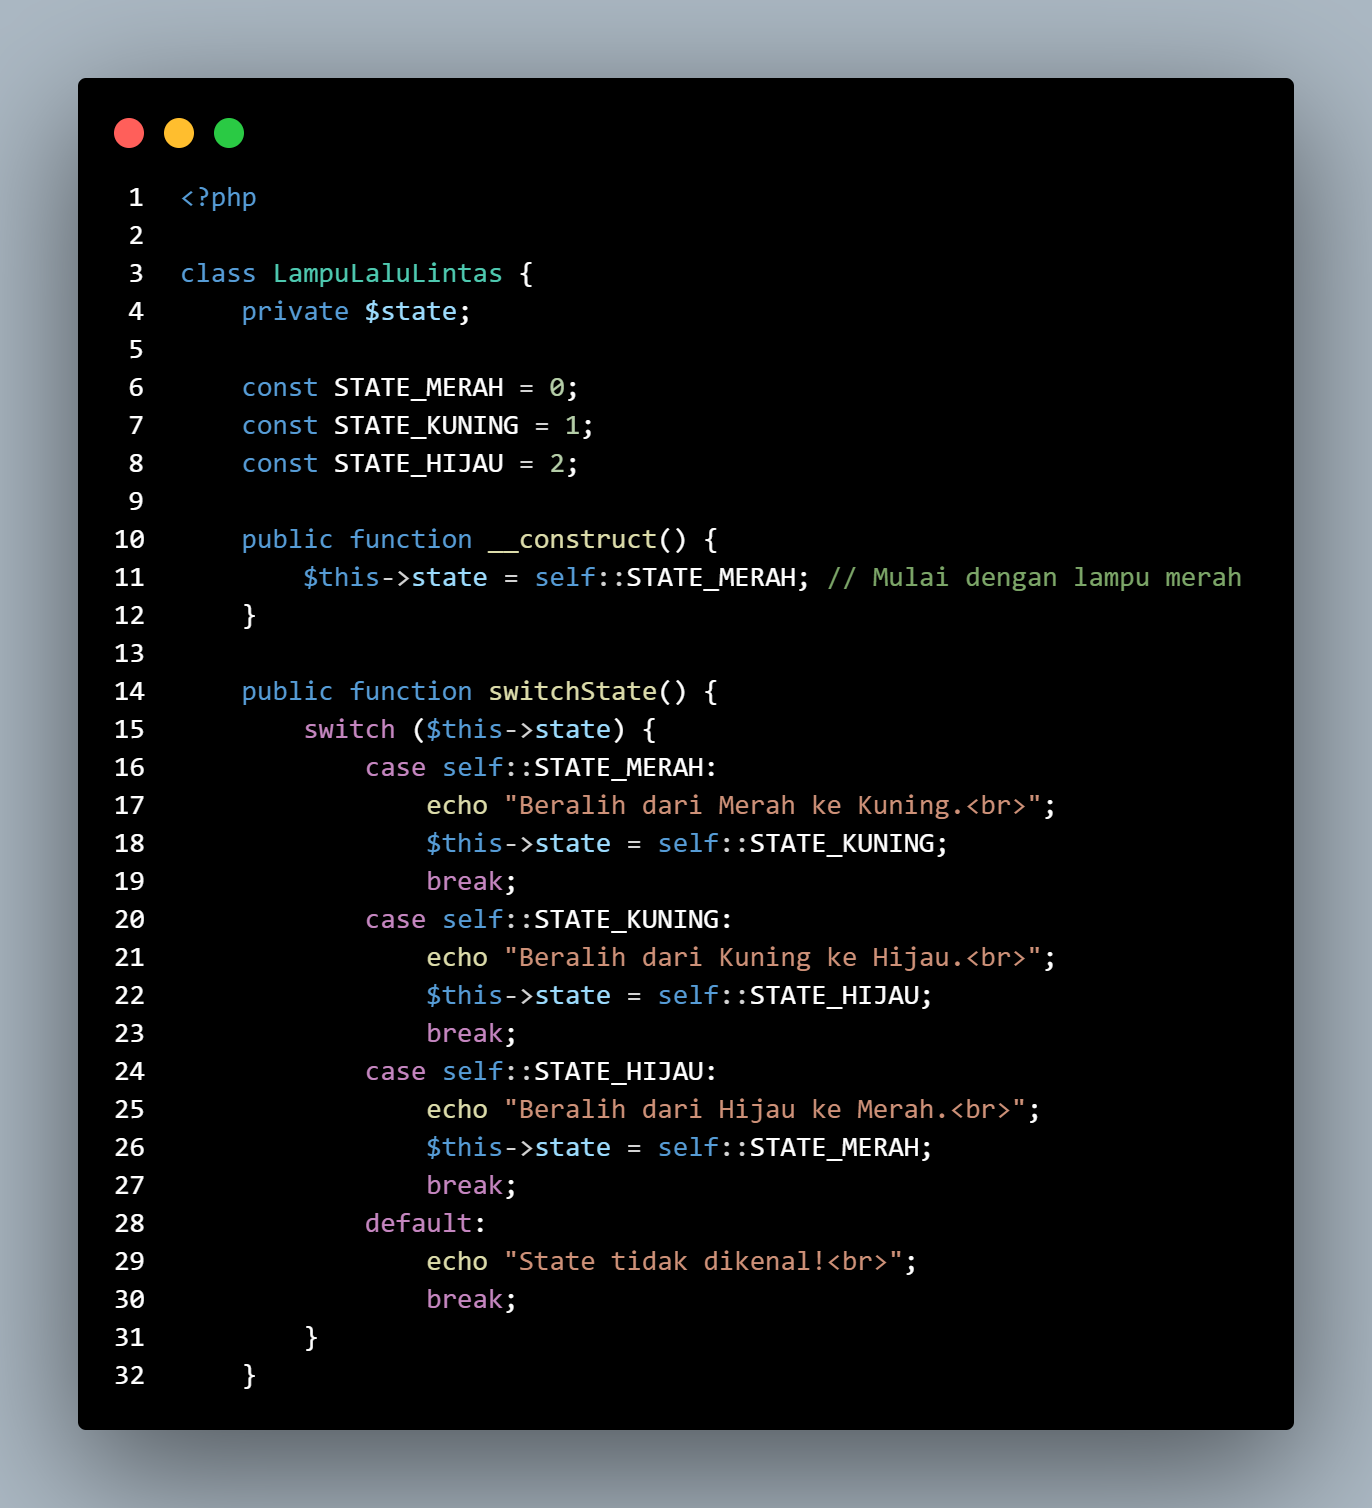 1 <?php
2
3 class LampuLaluLintas {
4     private $state;
5
6     const STATE_MERAH = 0;
7     const STATE_KUNING = 1;
8     const STATE_HIJAU = 2;
9
10     public function __construct() {
11         $this->state = self::STATE_MERAH; // Mulai dengan lampu merah
12     }
13
14     public function switchState() {
15         switch ($this->state) {
16             case self::STATE_MERAH:
17                 echo "Beralih dari Merah ke Kuning.<br>";
18                 $this->state = self::STATE_KUNING;
19                 break;
20             case self::STATE_KUNING:
21                 echo "Beralih dari Kuning ke Hijau.<br>";
22                 $this->state = self::STATE_HIJAU;
23                 break;
24             case self::STATE_HIJAU:
25                 echo "Beralih dari Hijau ke Merah.<br>";
26                 $this->state = self::STATE_MERAH;
27                 break;
28             default:
29                 echo "State tidak dikenal!<br>";
30                 break;
31         }
32     }